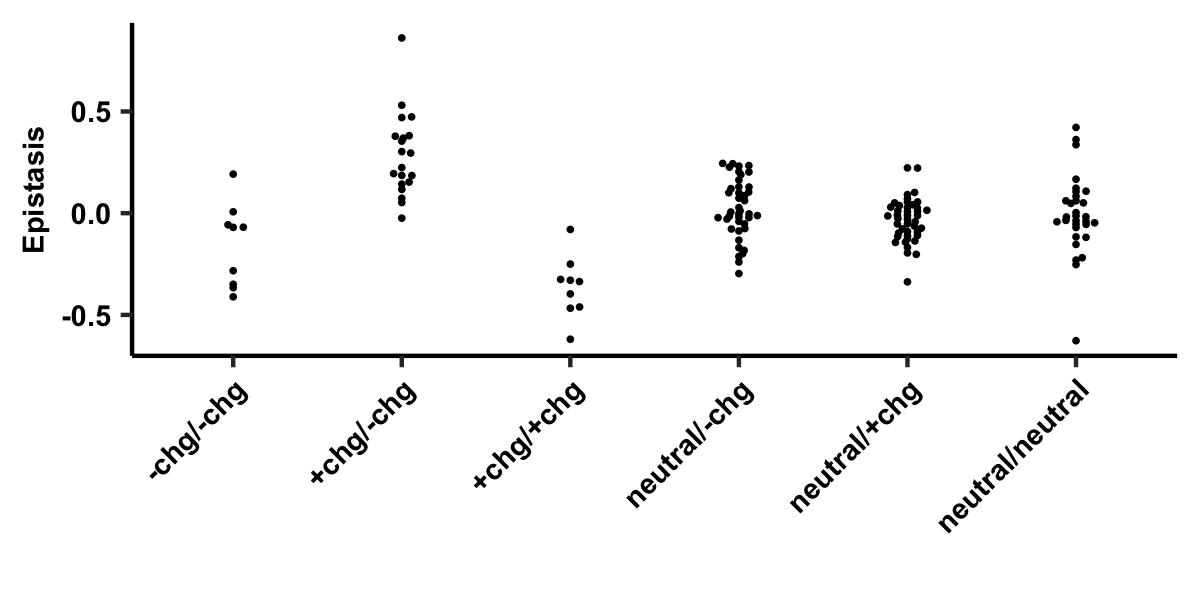 Epistasis
0.5
0.0
-0.5
-chg/-chg
+chg/-chg
+chg/+chg
neutral/-chg
neutral/+chg
neutral/neutral